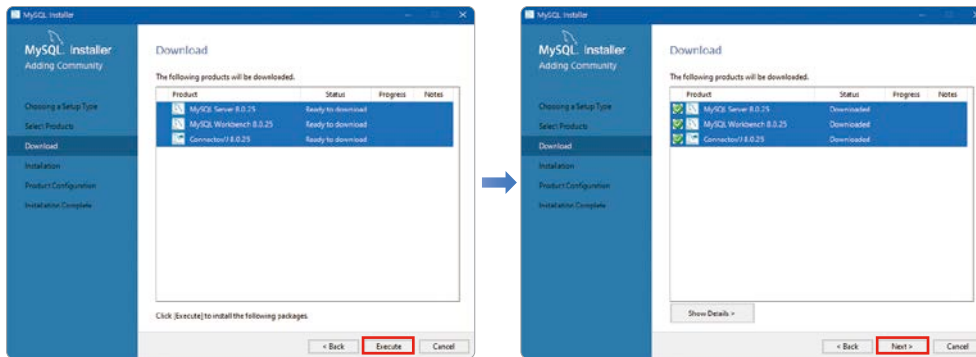 MySQL Installer
MySQL. Installer
Adding Community
Choosing a Setup Type
Select Products
Download
Installation
Product Configuration
Installation Complete
Download
The following products will be downloaded.
Product Status Progress Notes
MySQL Server 8.0.25 Ready to download
MySQL Workbench 8.0.25 Ready to download
Connector/J 8.0.25 Ready to download
Click [Execute] to install the following packages.
< Back Execute Cancel
MySQL Installer
MySQL. Installer
Adding Community
Choosing a Setup Type
Select Products
Download
Installation
Product Configuration
Installation Complete
Download
The following products will be downloaded.
Product Status Progress Notes
MySQL Server 8.0.25 Downloaded
MySQL Workbench 8.0.25 Downloaded
Connector/J 8.0.25 Downloaded
Show Details >
< Back Next > Cancel